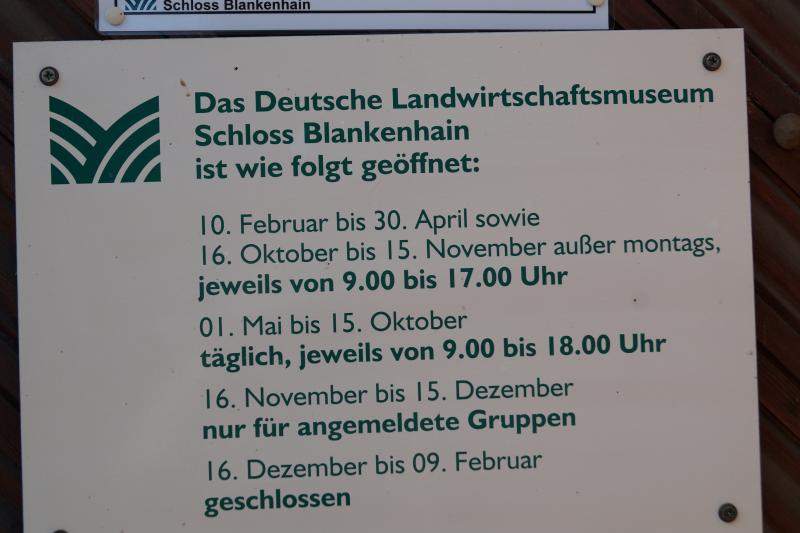 Schloss Blankenhain
Das Deutsche Landwirtschaftsmuseum
Schloss Blankenhain
ist wie folgt geöffnet:
10. Februar bis 30. April sowie
16. Oktober bis 15. November außer montags,
jeweils von 9.00 bis 17.00 Uhr
01. Mai bis 15. Oktober
täglich, jeweils von 9.00 bis 18.00 Uhr
16. November bis 15. Dezember
nur für angemeldete Gruppen
16. Dezember bis 09. Februar
geschlossen